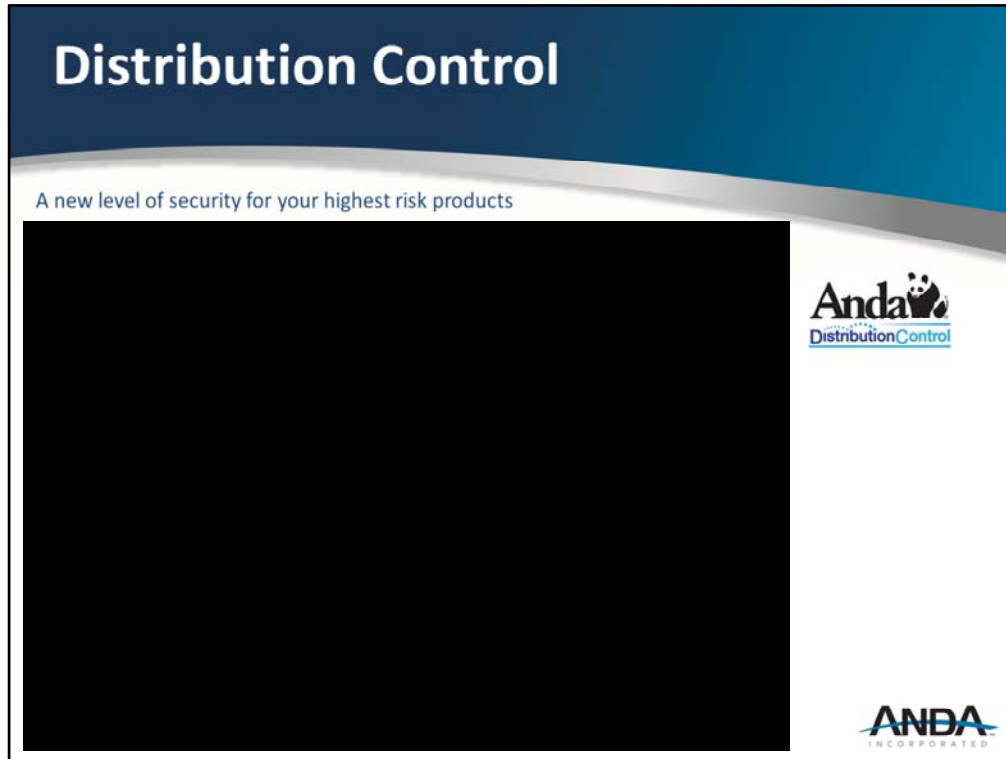 Distribution Control
A new level of security for your highest risk products
Anda
DistributionControl
ANDA
INCORPORATED